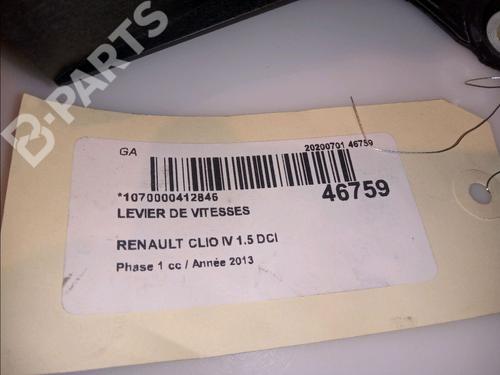 B-PARTS
GA
20200701 46759
*1070000412846
46759
LEVIER DE VITESSES
RENAULT CLIO IV 1.5 DCI
Phase 1 cc / Année 2013